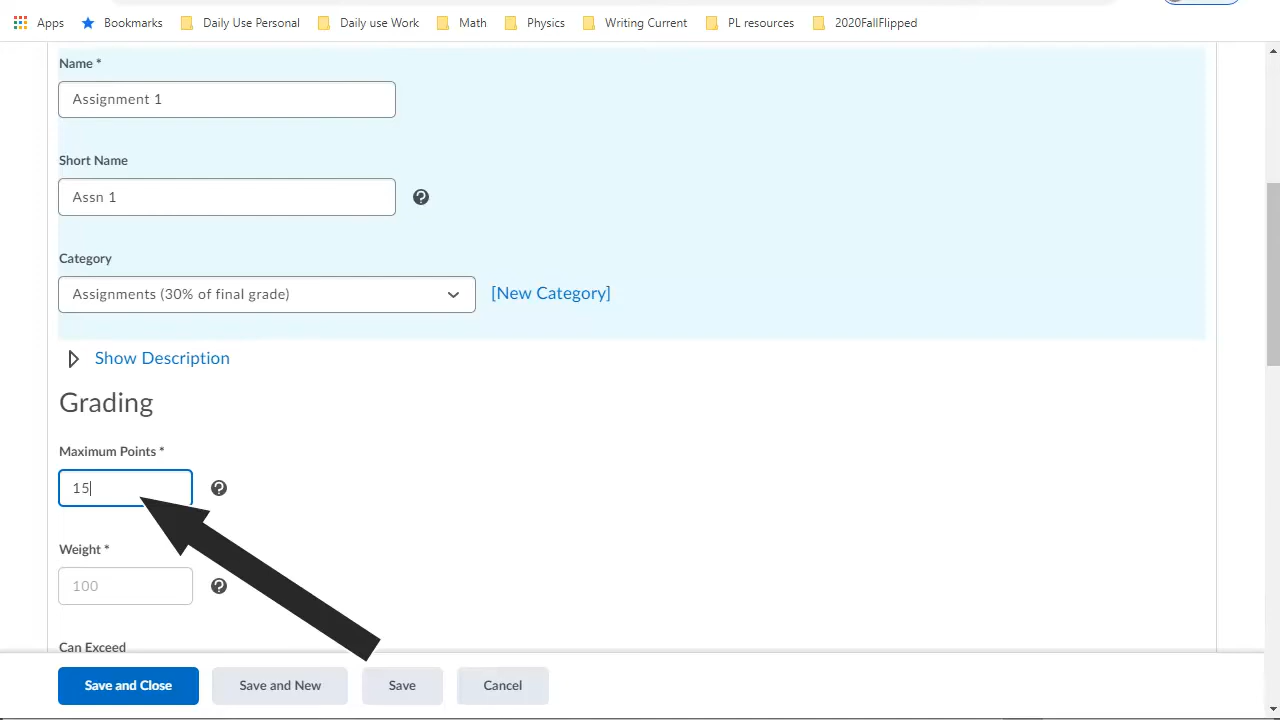 Apps Bookmarks Daily Use Personal Daily use Work Math Physics Writing Current PL resources 2020FallFlipped
Name *
Assignment 1
Short Name
Assn 1
Category
Assignments (30% of final grade) [New Category]
Show Description
Grading
Maximum Points *
15
Weight *
100
Can Exceed
Save and Close Save and New Save Cancel